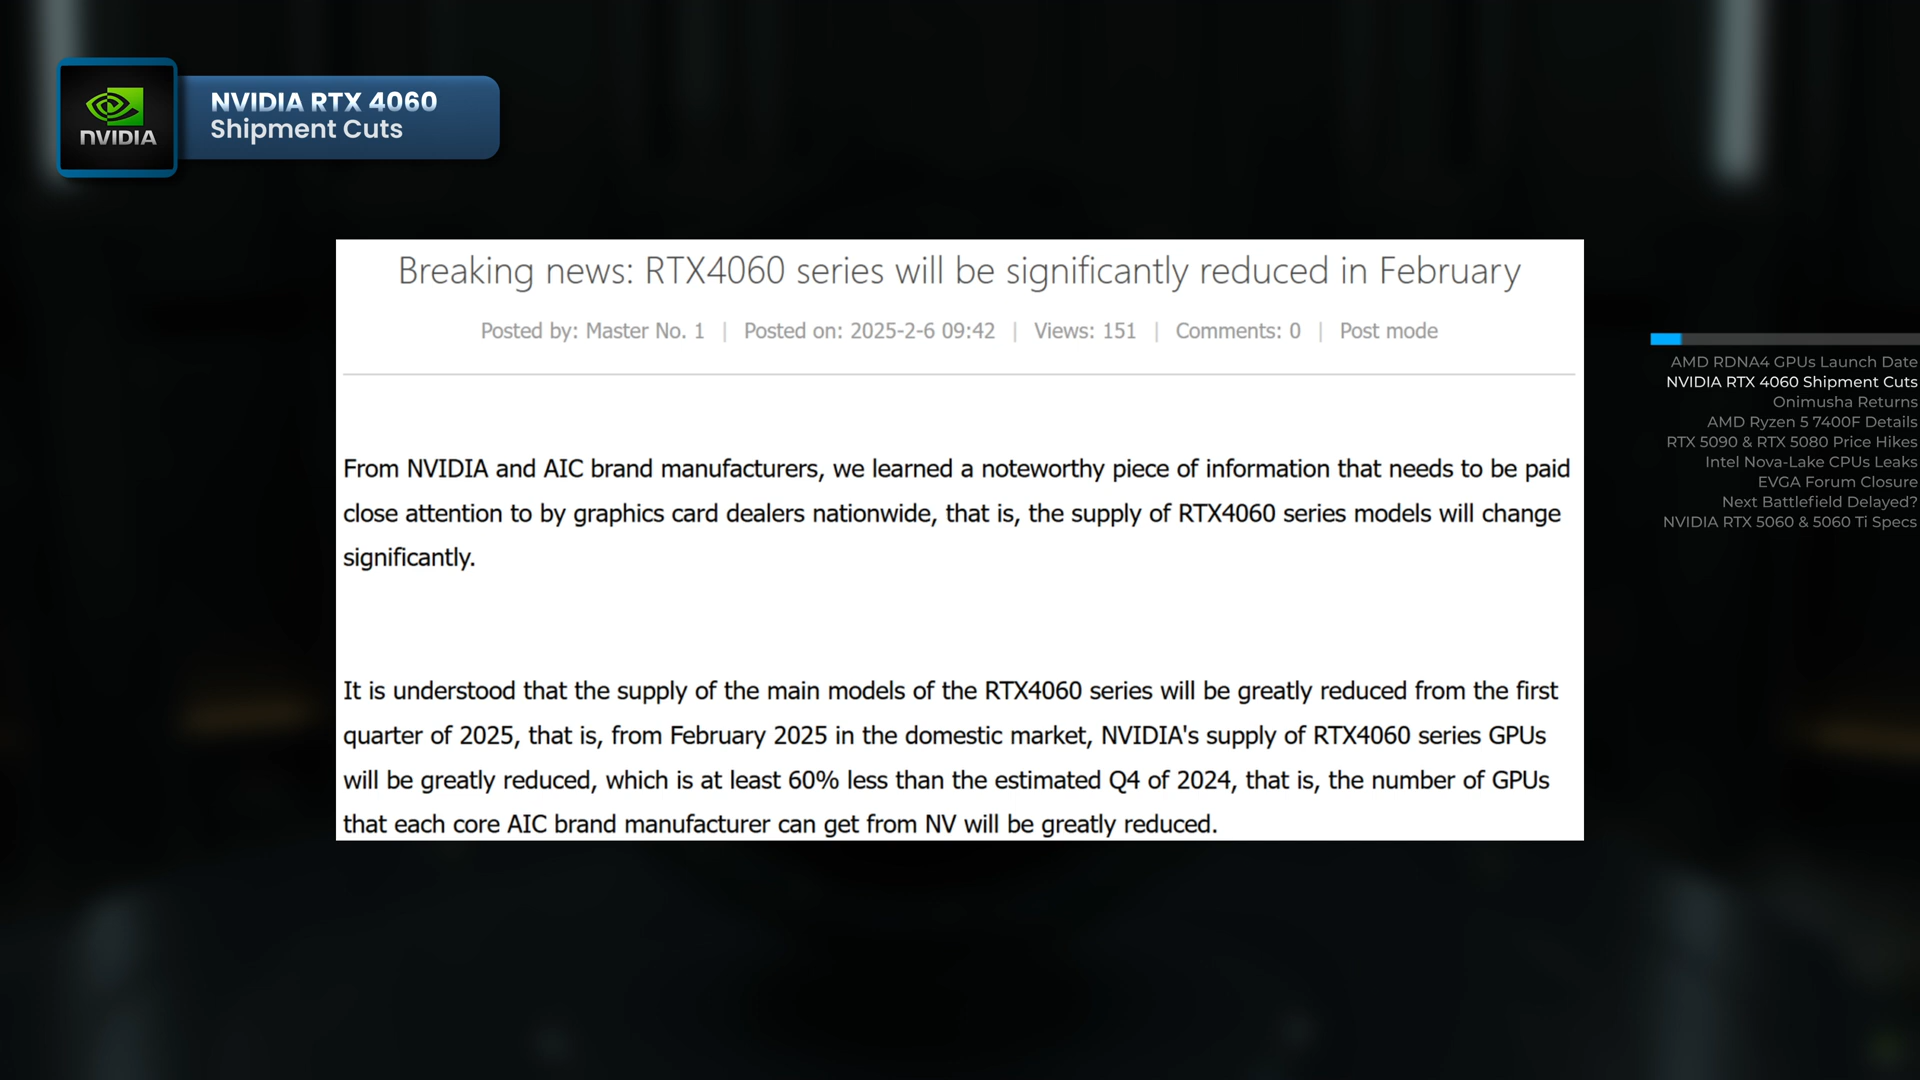 NVIDIA
NVIDIA RTX 4060
Shipment Cuts
Breaking news: RTX4060 series will be significantly reduced in February
Posted by: Master No. 1 | Posted on: 2025-2-6 09:42 | Views: 151 | Comments: 0 | Post mode
From NVIDIA and AIC brand manufacturers, we learned a noteworthy piece of information that needs to be paid
close attention to by graphics card dealers nationwide, that is, the supply of RTX4060 series models will change
significantly.
It is understood that the supply of the main models of the RTX4060 series will be greatly reduced from the first
quarter of 2025, that is, from February 2025 in the domestic market, NVIDIA's supply of RTX4060 series GPUs
will be greatly reduced, which is at least 60% less than the estimated Q4 of 2024, that is, the number of GPUs
that each core AIC brand manufacturer can get from NV will be greatly reduced.
AMD RDNA4 GPUs Launch Date
NVIDIA RTX 4060 Shipment Cuts
Onimusha Returns
AMD Ryzen 5 7400F Details
RTX 5090 & RTX 5080 Price Hikes
Intel Nova-Lake CPUs Leaks
EVGA Forum Closure
Next Battlefield Delayed?
NVIDIA RTX 5060 & 5060 Ti Specs